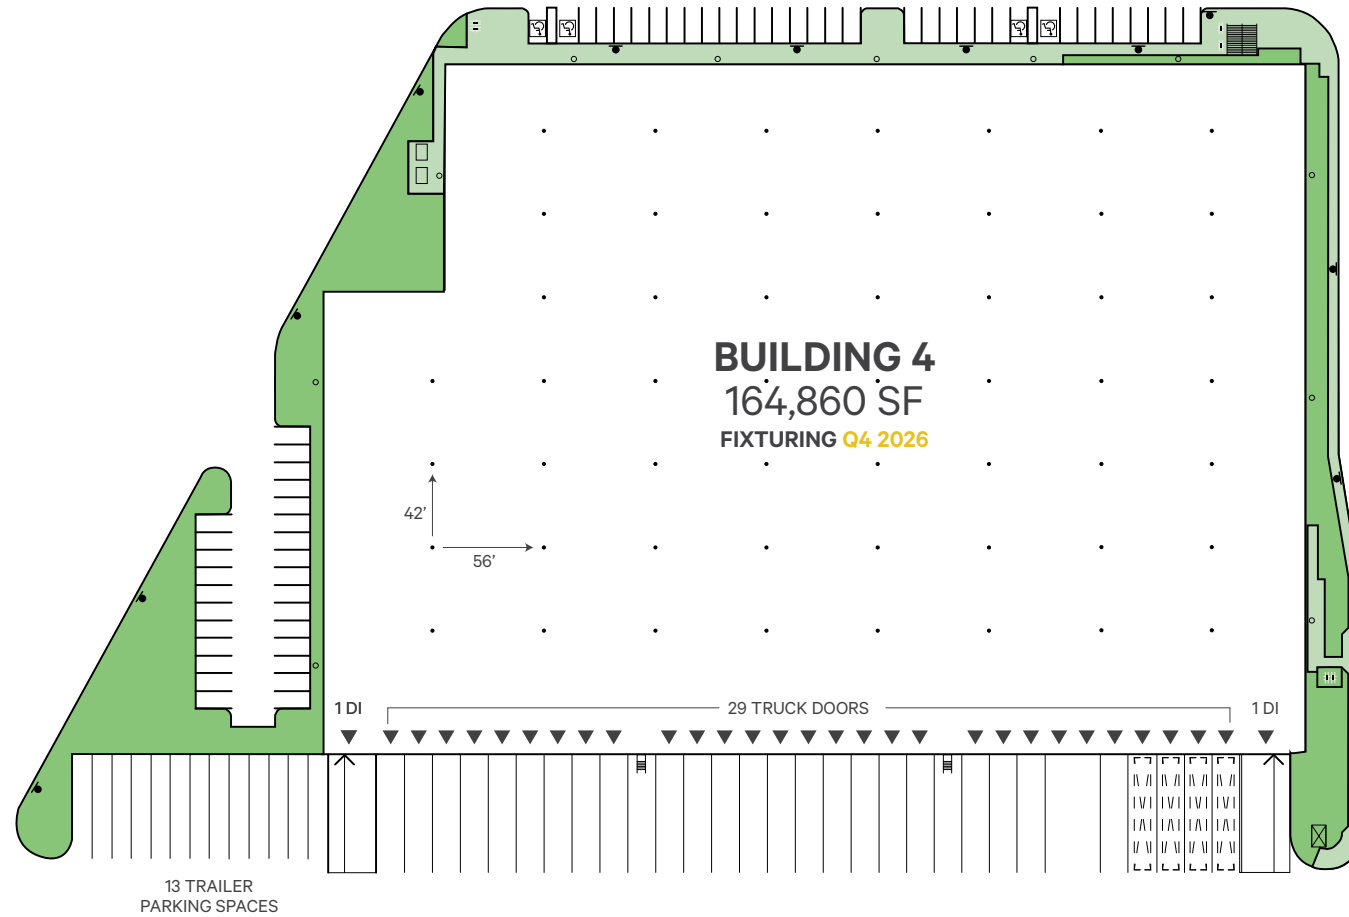 BUILDING 4
164,860 SF
FIXTURING Q4 2026
42’
56’
1 DI
29 TRUCK DOORS
1 DI
13 TRAILER
PARKING SPACES